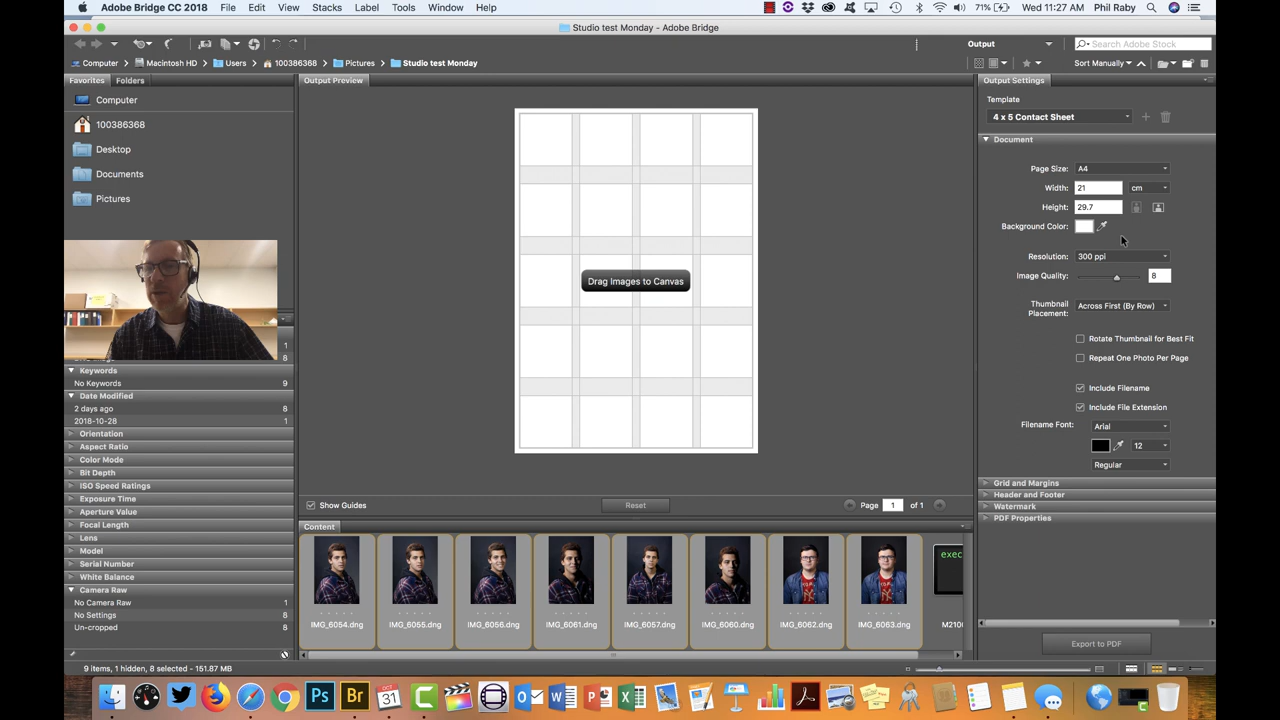 Adobe Bridge CC 2018 File Edit View Stacks Label Tools Window Help 71% Wed 11:27 AM Phil Raby
Studio test Monday - Adobe Bridge
Output Search Adobe Stock
Computer Macintosh HD Users 100386368 Pictures Studio test Monday Sort Manually
Favorites Folders
Computer
100386368
Desktop
Documents
Pictures
1
8
Keywords
No Keywords 9
Date Modified
2 days ago 8
2018-10-28 1
Orientation
Aspect Ratio
Color Mode
Bit Depth
ISO Speed Ratings
Exposure Time
Aperture Value
Focal Length
Lens
Model
Serial Number
White Balance
Camera Raw
No Camera Raw 1
No Settings 8
Un-cropped 8
Output Preview
Drag Images to Canvas
Show Guides Reset Page 1 of 1
Content
exec
IMG_6054.dng IMG_6055.dng IMG_6056.dng IMG_6061.dng IMG_6057.dng IMG_6060.dng IMG_6062.dng IMG_6063.dng M2100
Output Settings
Template
4 x 5 Contact Sheet
Document
Page Size: A4
Width: 21 cm
Height: 29.7
Background Color:
Resolution: 300 ppi
Image Quality: 8
Thumbnail
Placement: Across First (By Row)
Rotate Thumbnail for Best Fit
Repeat One Photo Per Page
Include Filename
Include File Extension
Filename Font: Arial
12
Regular
Grid and Margins
Header and Footer
Watermark
PDF Properties
Export to PDF
9 items, 1 hidden, 8 selected - 151.87 MB
Ps Br 31